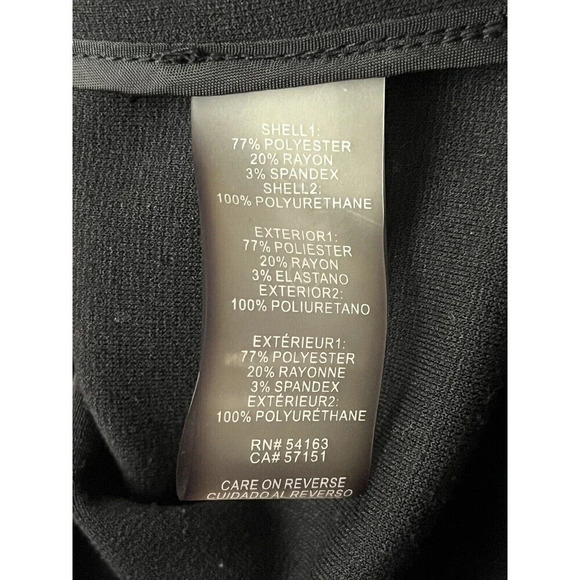 SHELL1:
77% POLYESTER
20% RAYON
3% SPANDEX
SHELL2:
100% POLYURETHANE
EXTERIOR1:
77% POLIESTER
20% RAYON
3% ELASTANO
EXTERIOR2:
100% POLIURETANO
EXTÉRIEUR1:
77% POLYESTER
20% RAYONNE
3% SPANDEX
EXTÉRIEUR2:
100% POLYURÉTHANE
RN# 54163
CA# 57151
CARE ON REVERSE
CUIDADO AL REVERSO